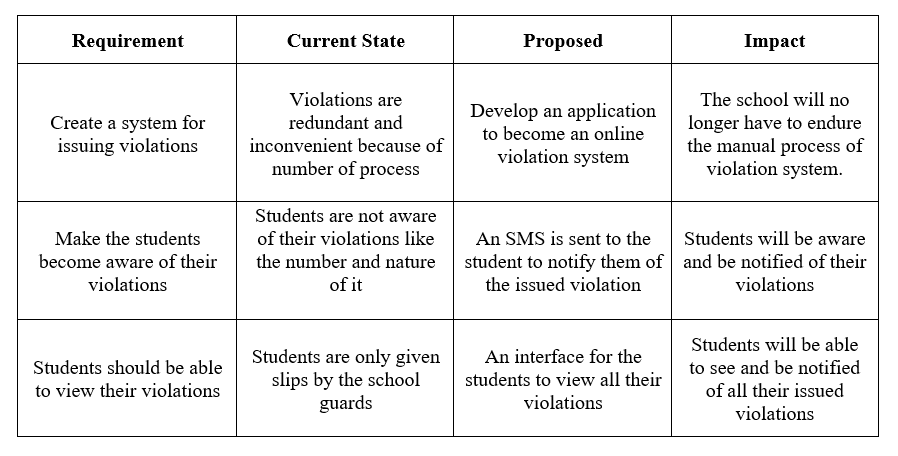 Requirement
Current State
Proposed
Impact
Create a system for
issuing violations
Violations are
redundant and
inconvenient because of
number of process
Develop an application
to become an online
violation system
The school will no
longer have to endure
the manual process of
violation system.
Make the students
become aware of their
violations
Students are not aware
of their violations like
the number and nature
of it
An SMS is sent to the
student to notify them of
the issued violation
Students will be aware
and be notified of their
violations
Students should be able
to view their violations
Students are only given
slips by the school
guards
An interface for the
students to view all their
violations
Students will be able
to see and be notified
of all their issued
violations